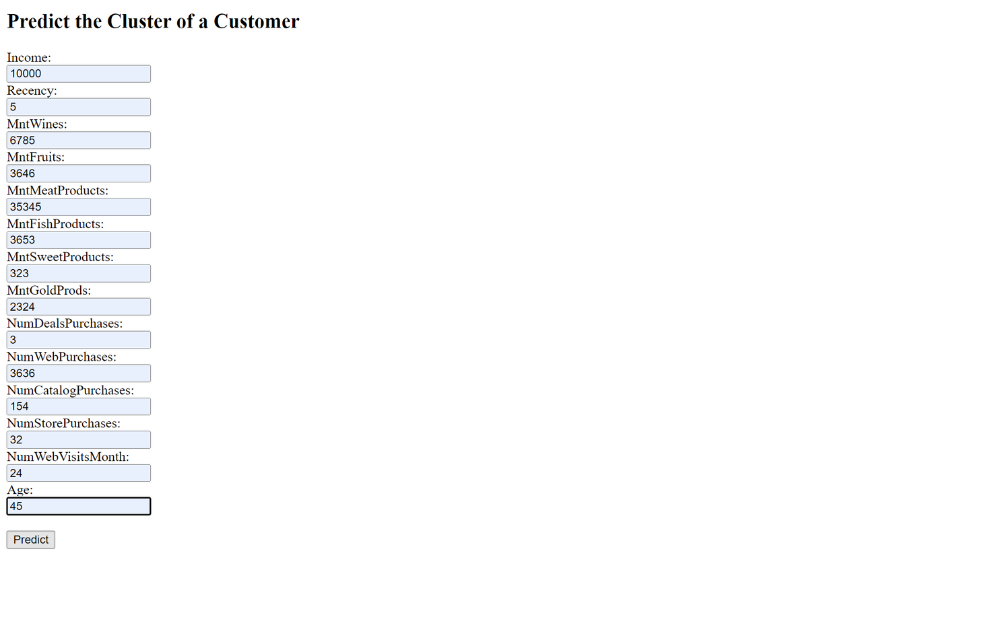 Predict the Cluster of a Customer
Income:
10000
Recency:
5
MntWines:
6785
MntFruits:
3646
MntMeatProducts:
35345
MntFishProducts:
3653
MntSweetProducts:
323
MntGoldProds:
2324
NumDealsPurchases:
3
NumWebPurchases:
3636
NumCatalogPurchases:
154
NumStorePurchases:
32
NumWebVisitsMonth:
24
Age:
45
Predict